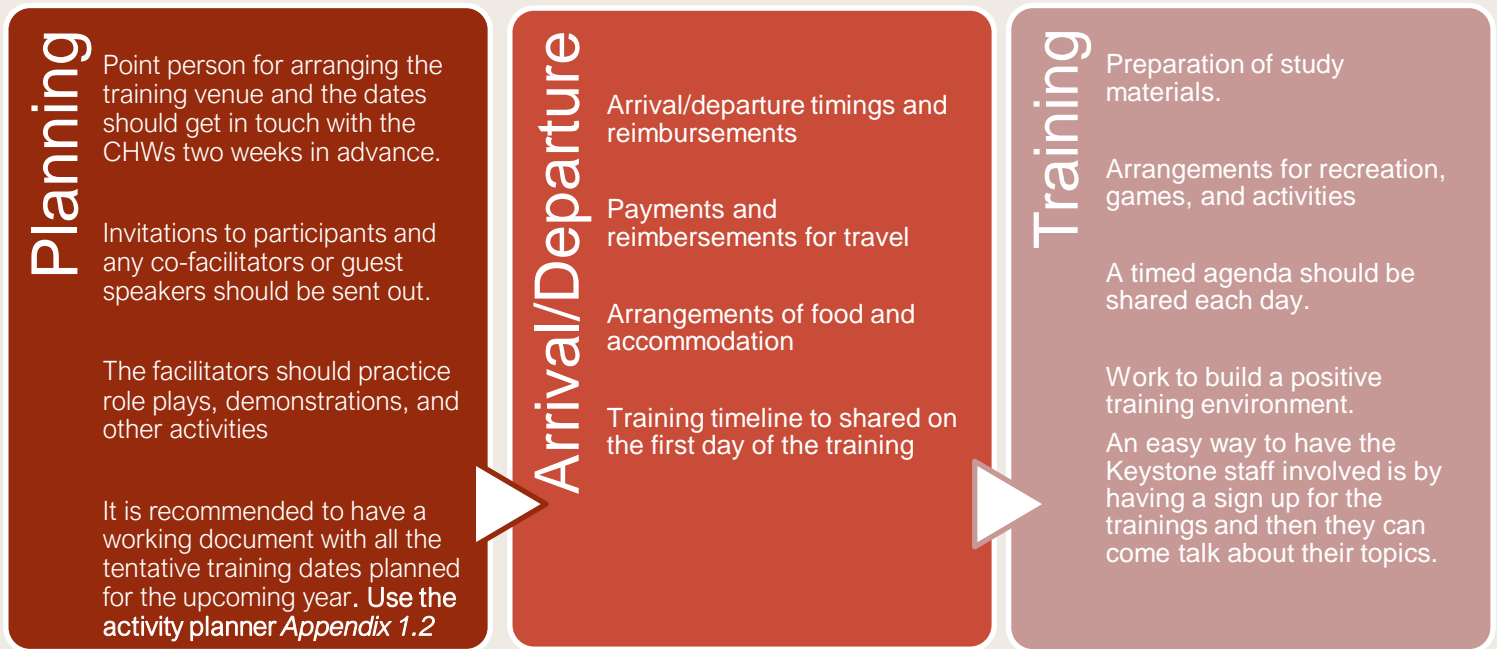 Planning
Point person for arranging the
training venue and the dates
should get in touch with the
CHWs two weeks in advance.
Invitations to participants and
any co-facilitators or guest
speakers should be sent out.
The facilitators should practice
role plays, demonstrations, and
other activities
It is recommended to have a
working document with all the
tentative training dates planned
for the upcoming year. Use the
activity planner Appendix 1.2
Arrival/Departure
Arrival/departure timings and
reimbursements
Payments and
reimbersements for travel
Arrangements of food and
accommodation
Training timeline to shared on
the first day of the training
Training
Preparation of study
materials.
Arrangements for recreation,
games, and activities
A timed agenda should be
shared each day.
Work to build a positive
training environment.
An easy way to have the
Keystone staff involved is by
having a sign up for the
trainings and then they can
come talk about their topics.